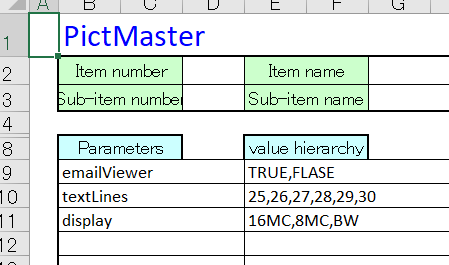 A B C D E F G
1 PictMaster
2 Item number Item name
3 Sub-item number Sub-item name
4
8 Parameters value hierarchy
9 emailViewer TRUE,FLASE
10 textLines 25,26,27,28,29,30
11 display 16MC,8MC,BW
12